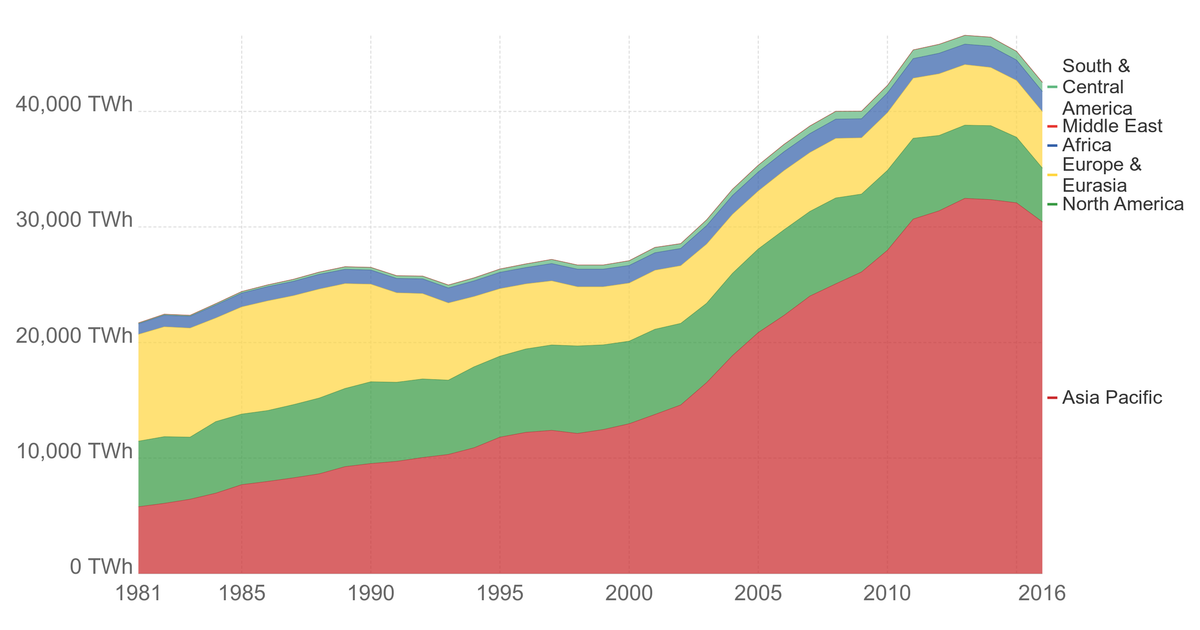 40,000 TWh
30,000 TWh
20,000 TWh
10,000 TWh
0 TWh
1981
1985
1990
1995
2000
2005
2010
2016
South &
Central
America
Middle East
Africa
Europe &
Eurasia
North America
Asia Pacific